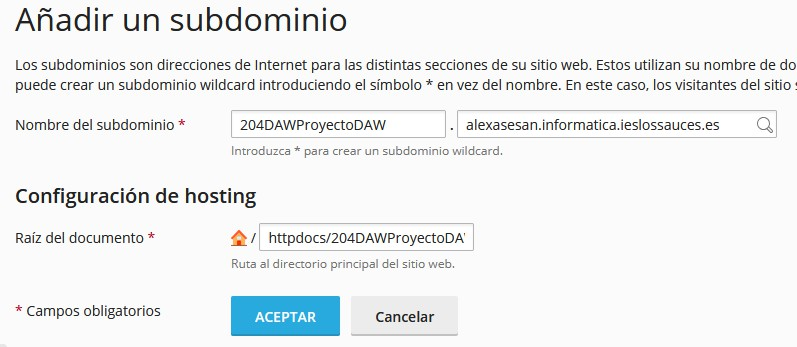 Añadir un subdominio
Los subdominios son direcciones de Internet para las distintas secciones de su sitio web. Estos utilizan su nombre de do
puede crear un subdominio wildcard introduciendo el símbolo * en vez del nombre. En este caso, los visitantes del sitio s
Nombre del subdominio * 204DAWProyectoDAW . alexasesan.informatica.ieslossauces.es
Introduzca * para crear un subdominio wildcard.
Configuración de hosting
Raíz del documento * / httpdocs/204DAWProyectoDAV
Ruta al directorio principal del sitio web.
* Campos obligatorios ACEPTAR Cancelar